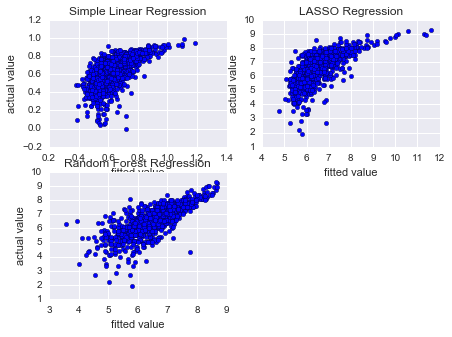 Simple Linear Regression
1.2
1.0
0.8
0.6
0.4
0.2
0.0
−0.2
actual value
0.2 0.4 0.6 0.8 1.0 1.2 1.4
fitted value
LASSO Regression
10
9
8
7
6
5
4
3
2
1
actual value
4 5 6 7 8 9 10 11 12
fitted value
Random Forest Regression
10
9
8
7
6
5
4
3
2
1
actual value
3 4 5 6 7 8 9
fitted value